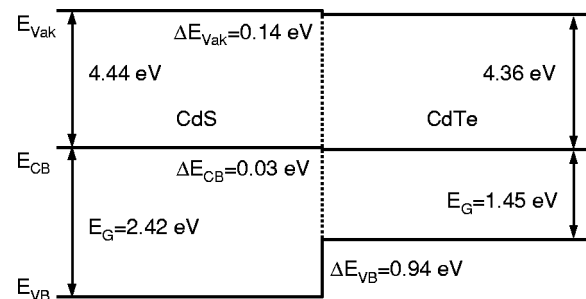 E_Vak
ΔE_Vak=0.14 eV
4.44 eV
4.36 eV
CdS
CdTe
E_CB
ΔE_CB=0.03 eV
E_G=2.42 eV
E_G=1.45 eV
ΔE_VB=0.94 eV
E_VB